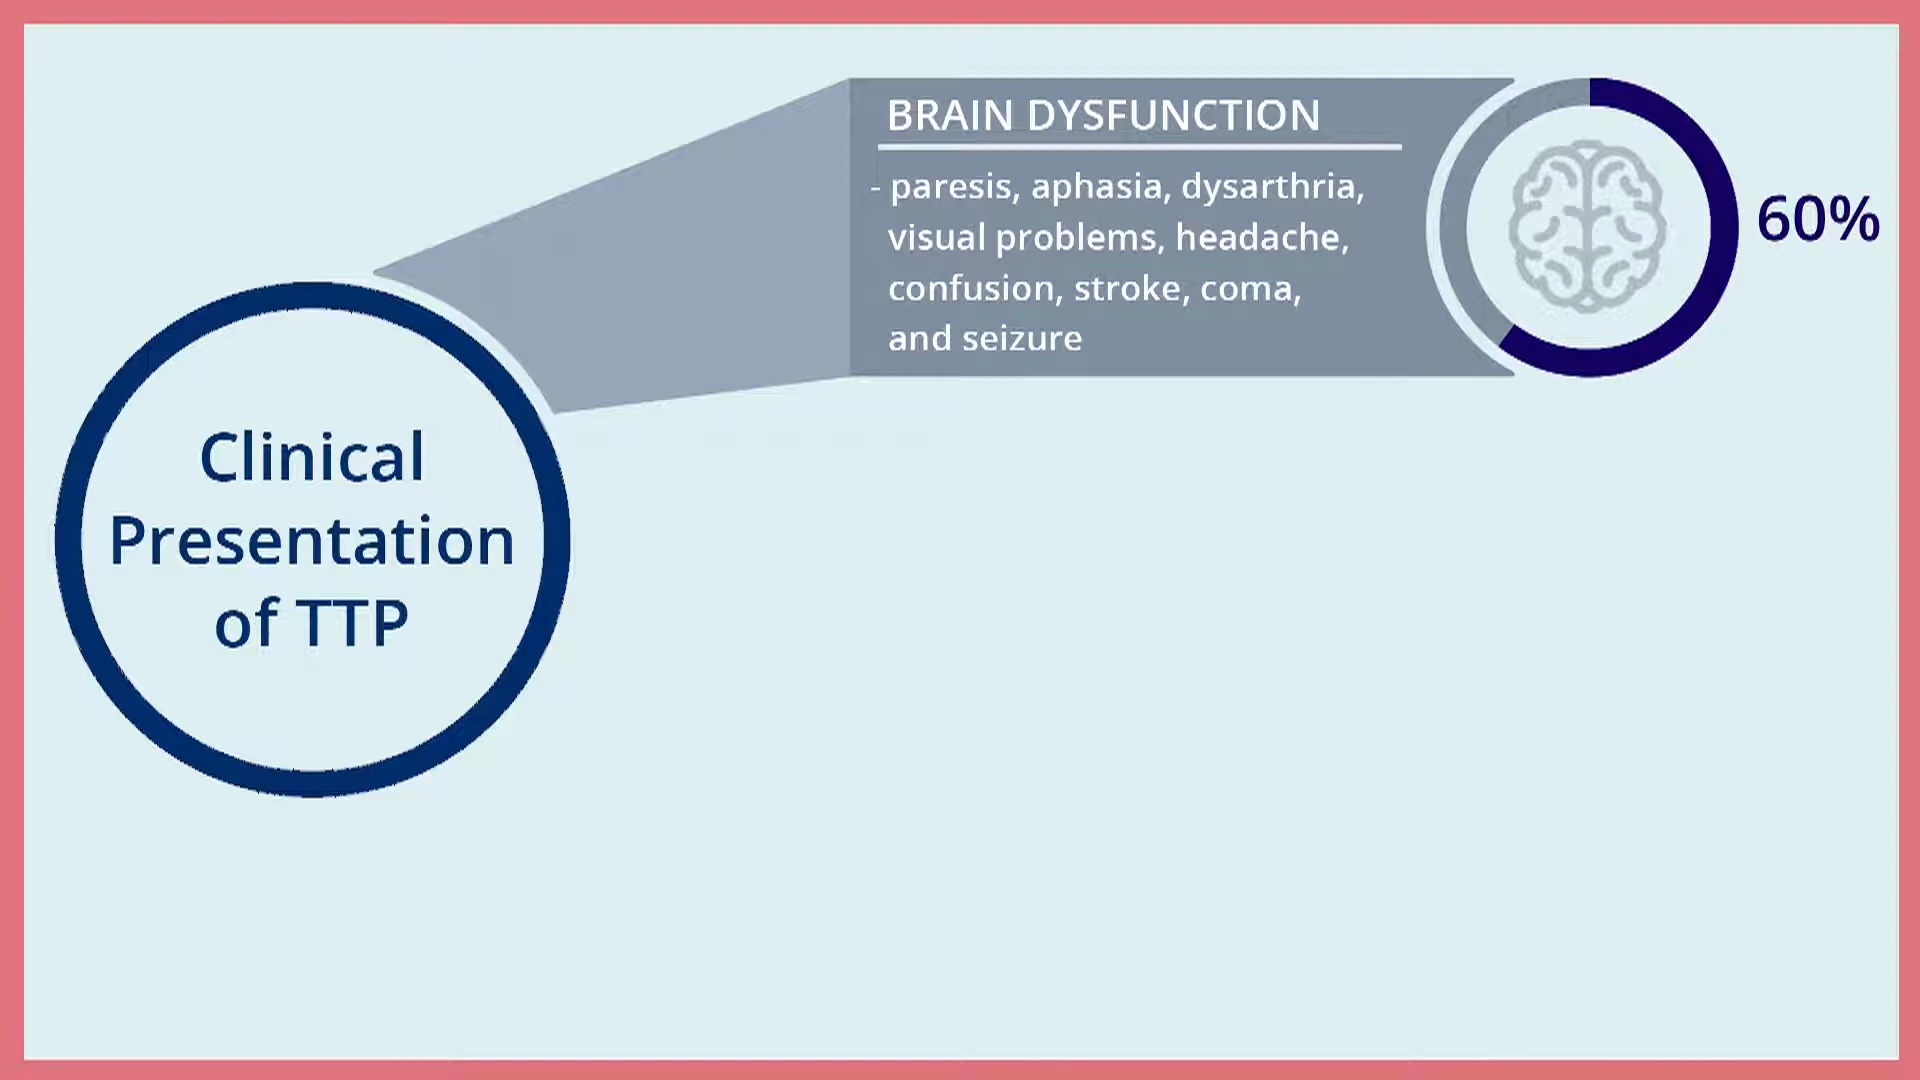 BRAIN DYSFUNCTION
- paresis, aphasia, dysarthria,
visual problems, headache,
confusion, stroke, coma,
and seizure
60%
Clinical
Presentation
of TTP